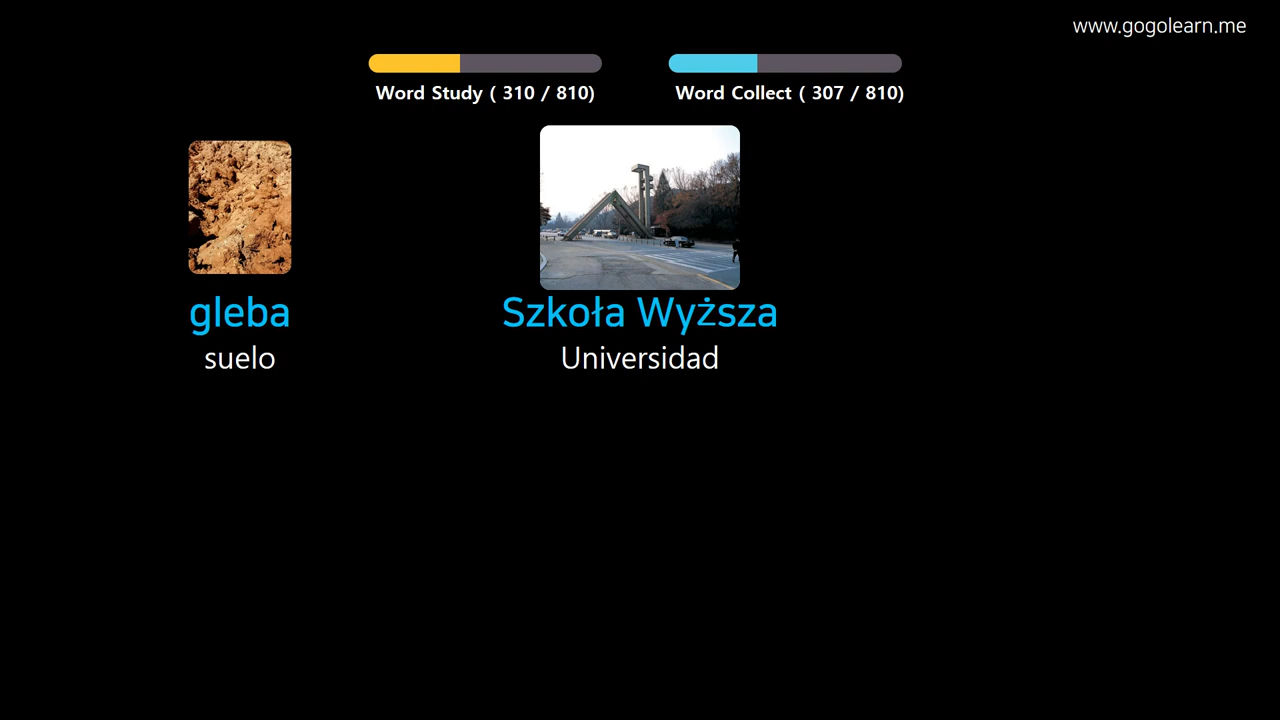 www.gogolearn.me
Word Study ( 310 / 810)
Word Collect ( 307 / 810)
gleba
suelo
Szkoła Wyższa
Universidad